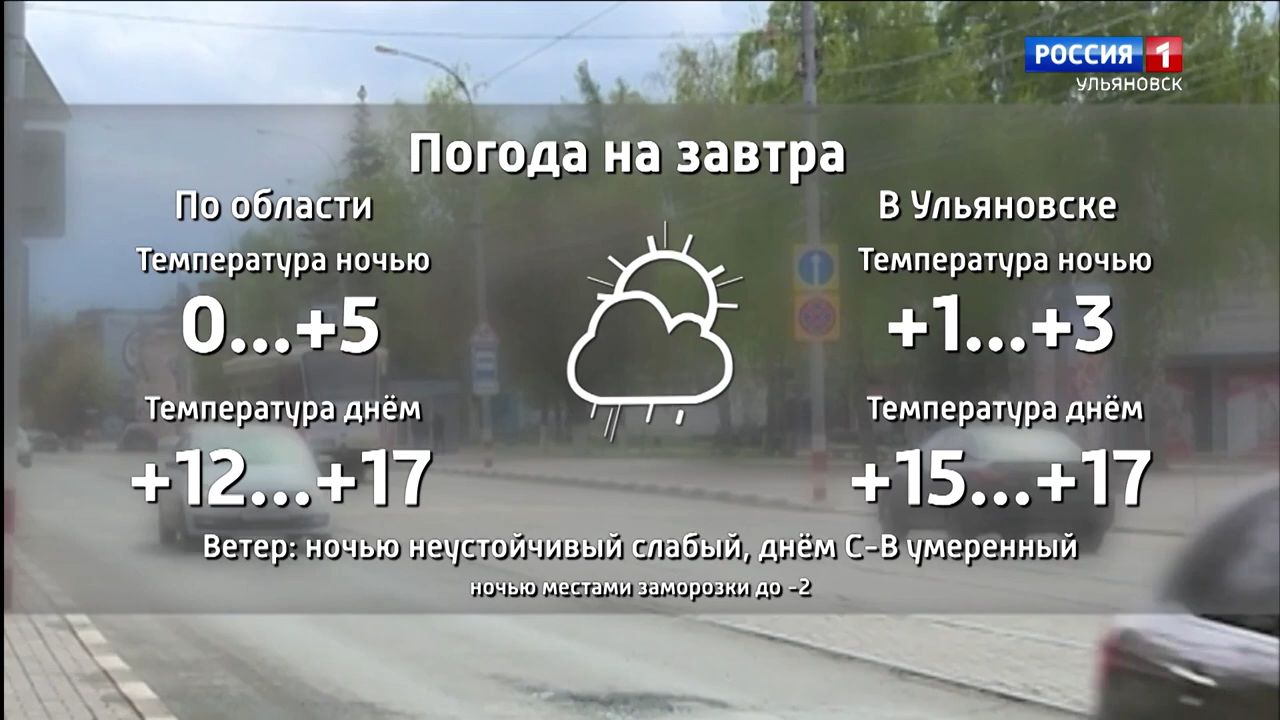 РОССИЯ 1
УЛЬЯНОВСК
Погода на завтра
По области
Температура ночью
0...+5
Температура днём
+12...+17
В Ульяновске
Температура ночью
+1...+3
Температура днём
+15...+17
Ветер: ночью неустойчивый слабый, днём С-В умеренный
ночью местами заморозки до -2